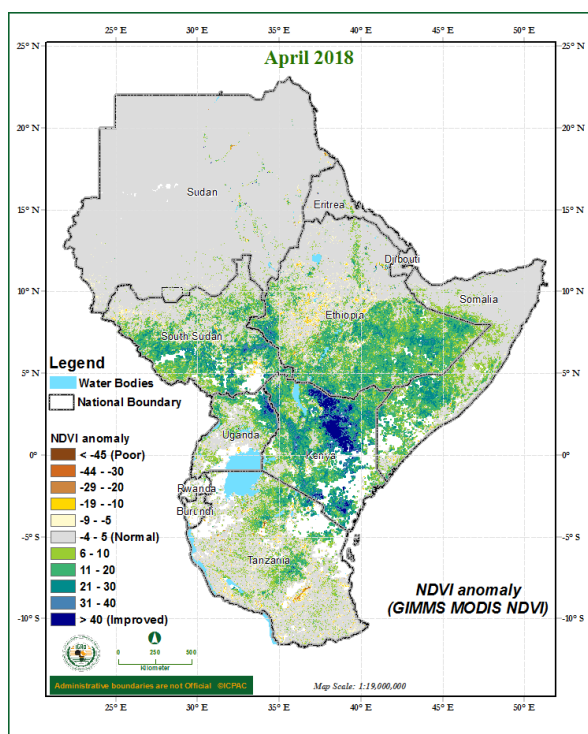 April 2018
25° E 30° E 35° E 40° E 45° E 50° E
25° N 25° N
20° N 20° N
15° N 15° N
10° N 10° N
5° N 5° N
0° 0°
-5° S -5° S
-10° S -10° S
25° E 30° E 35° E 40° E 45° E 50° E
Sudan
Eritrea
Djibouti
Somalia
Ethiopia
South Sudan
Uganda
Kenya
Rwanda
Burundi
Tanzania
Legend
Water Bodies
National Boundary
NDVI anomaly
< -45 (Poor)
-44 - -30
-29 - -20
-19 - -10
-9 - -5
-4 - 5 (Normal)
6 - 10
11 - 20
21 - 30
31 - 40
> 40 (Improved)
NDVI anomaly
(GIMMS MODIS NDVI)
0 250 500
Kilometer
Administrative boundaries are not Official ©ICPAC
Map Scale: 1:19,000,000